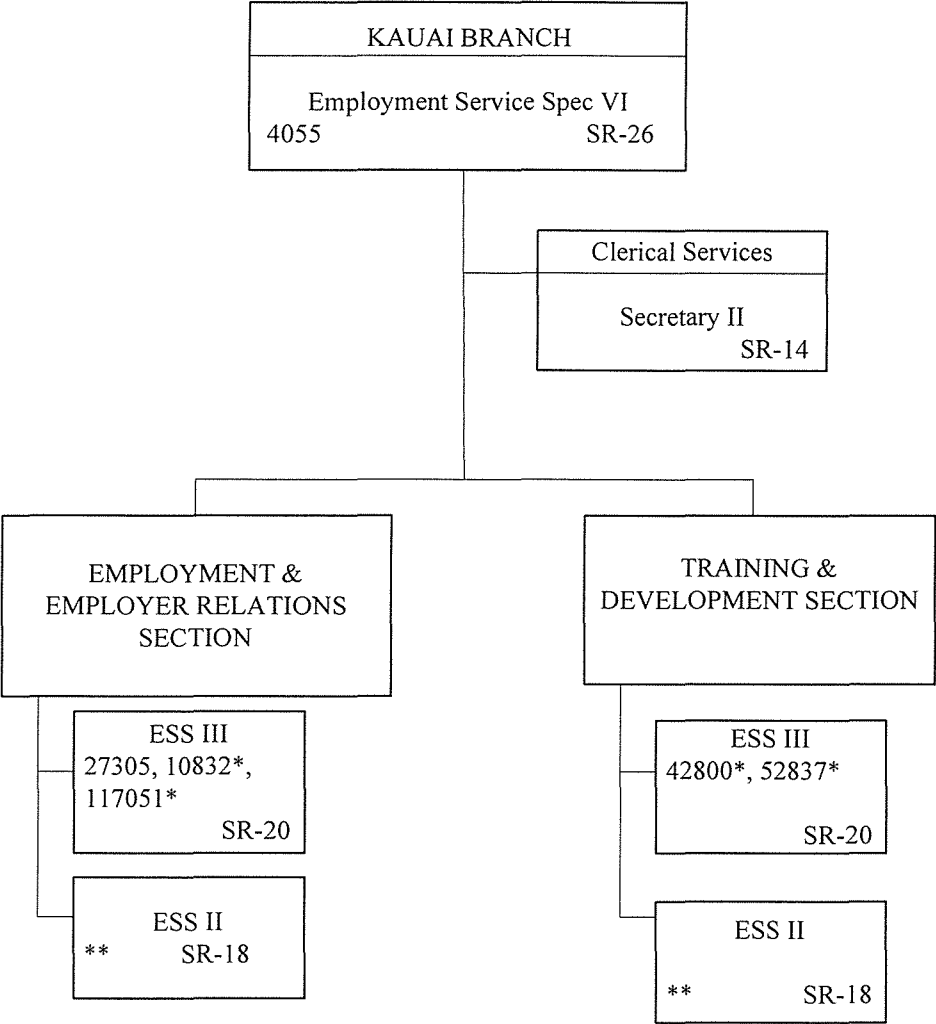 KAUAI BRANCH
Employment Service Spec VI
4055 SR-26
Clerical Services
Secretary II
SR-14
EMPLOYMENT &
EMPLOYER RELATIONS
SECTION
TRAINING &
DEVELOPMENT SECTION
ESS III
27305, 10832*,
117051*
SR-20
ESS III
42800*, 52837*
SR-20
ESS II
** SR-18
ESS II
** SR-18